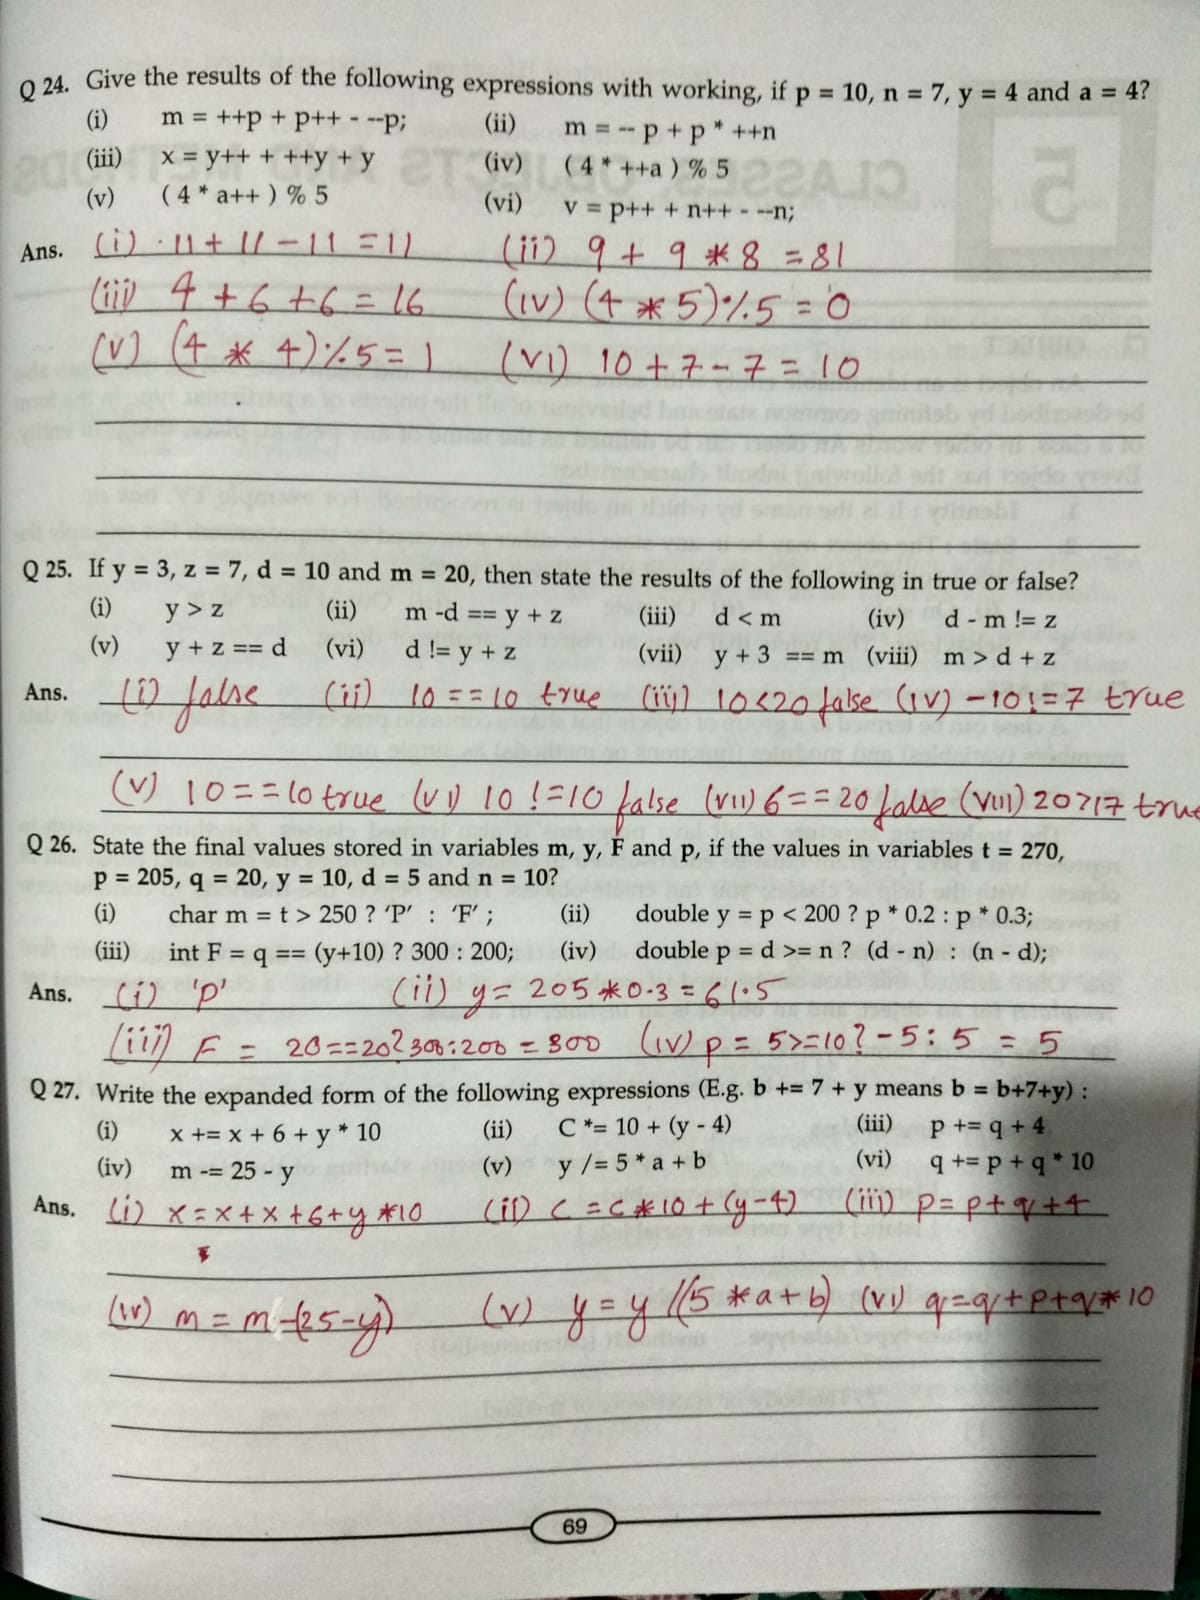 Q 24. Give the results of the following expressions with working, if p = 10, n = 7, y = 4 and a = 4?
(i) m = ++p + p++ - --p; (ii) m = -- p + p * ++n
(iii) x = y++ + ++y + y (iv) ( 4 * ++a ) % 5
(v) ( 4 * a++ ) % 5 (vi) v = p++ + n++ - --n;
Ans. (i) 11 + 11 - 11 = 11 (ii) 9 + 9 * 8 = 81
(iii) 4 + 6 + 6 = 16 (iv) (4 * 5) % 5 = 0
(v) (4 * 4) % 5 = 1 (vi) 10 + 7 - 7 = 10
Q 25. If y = 3, z = 7, d = 10 and m = 20, then state the results of the following in true or false?
(i) y > z (ii) m -d == y + z (iii) d < m (iv) d - m != z
(v) y + z == d (vi) d != y + z (vii) y + 3 == m (viii) m > d + z
Ans. (i) false (ii) 10 == 10 true (iii) 10<20 false (iv) -10!=7 true
(v) 10==10 true (vi) 10 !=10 false (vii) 6==20 false (viii) 20>17 true
Q 26. State the final values stored in variables m, y, F and p, if the values in variables t = 270,
p = 205, q = 20, y = 10, d = 5 and n = 10?
(i) char m = t > 250 ? 'P' : 'F' ; (ii) double y = p < 200 ? p * 0.2 : p * 0.3;
(iii) int F = q == (y+10) ? 300 : 200; (iv) double p = d >= n ? (d - n) : (n - d);
Ans. (i) 'p' (ii) y = 205 * 0.3 = 61.5
(iii) F = 20==20? 300:200 = 300 (iv) p = 5>=10? -5 : 5 = 5
Q 27. Write the expanded form of the following expressions (E.g. b += 7 + y means b = b+7+y) :
(i) x += x + 6 + y * 10 (ii) C *= 10 + (y - 4) (iii) p += q + 4
(iv) m -= 25 - y (v) y /= 5 * a + b (vi) q += p + q * 10
Ans. (i) x = x + x + 6 + y * 10 (ii) C = C * 10 + (y-4) (iii) p = p + q + 4
(iv) m = m - (25 - y) (v) y = y /(5 * a + b) (vi) q = q + p + q * 10
69